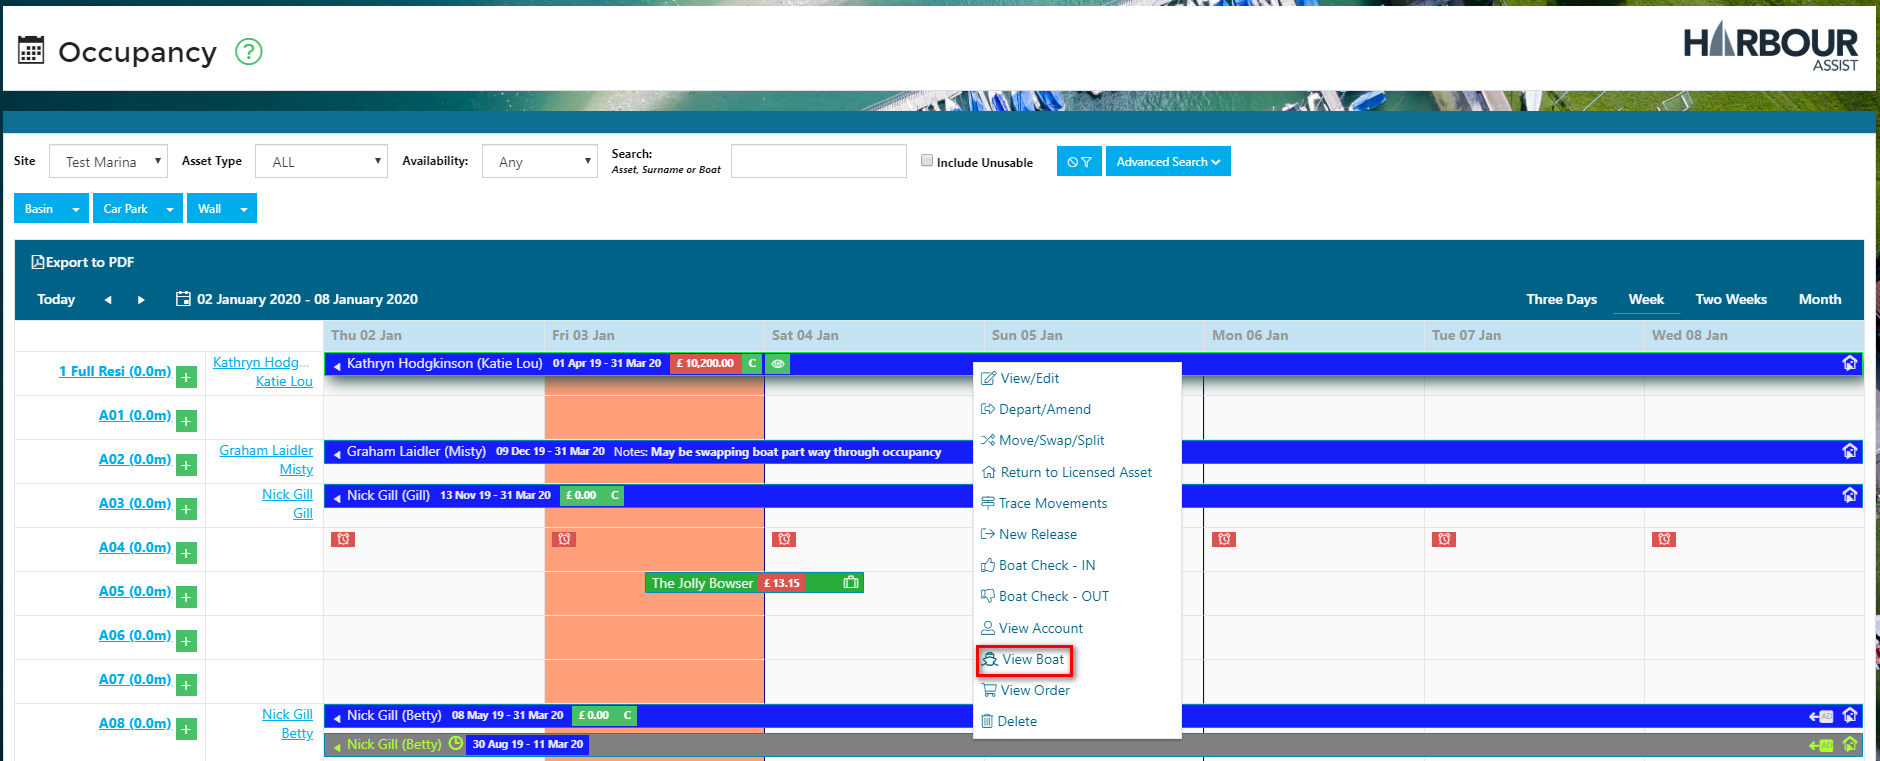 Occupancy ?
HARBOUR
ASSIST
Site Test Marina Asset Type ALL Availability: Any Search: Include Unusable Advanced Search
Asset, Surname or Boat
Basin Car Park Wall
Export to PDF
Today 02 January 2020 - 08 January 2020 Three Days Week Two Weeks Month
Thu 02 Jan Fri 03 Jan Sat 04 Jan Sun 05 Jan Mon 06 Jan Tue 07 Jan Wed 08 Jan
1 Full Resi (0.0m) + Kathryn Hodg... Kathryn Hodgkinson (Katie Lou) 01 Apr 19 - 31 Mar 20 £ 10,200.00 C
Katie Lou
View/Edit
A01 (0.0m) +
Depart/Amend
Move/Swap/Split
A02 (0.0m) + Graham Laidler Graham Laidler (Misty) 09 Dec 19 - 31 Mar 20 Notes: May be swapping boat part way through occupancy
Misty
Return to Licensed Asset
A03 (0.0m) + Nick Gill Nick Gill (Gill) 13 Nov 19 - 31 Mar 20 £ 0.00 C
Gill
Trace Movements
New Release
A04 (0.0m) +
Boat Check - IN
A05 (0.0m) + The Jolly Bowser £ 13.15
Boat Check - OUT
A06 (0.0m) +
View Account
View Boat
A07 (0.0m) +
View Order
A08 (0.0m) + Nick Gill Nick Gill (Betty) 08 May 19 - 31 Mar 20 £ 0.00 C AD
Betty
Delete
Nick Gill (Betty) 30 Aug 19 - 11 Mar 20 AD